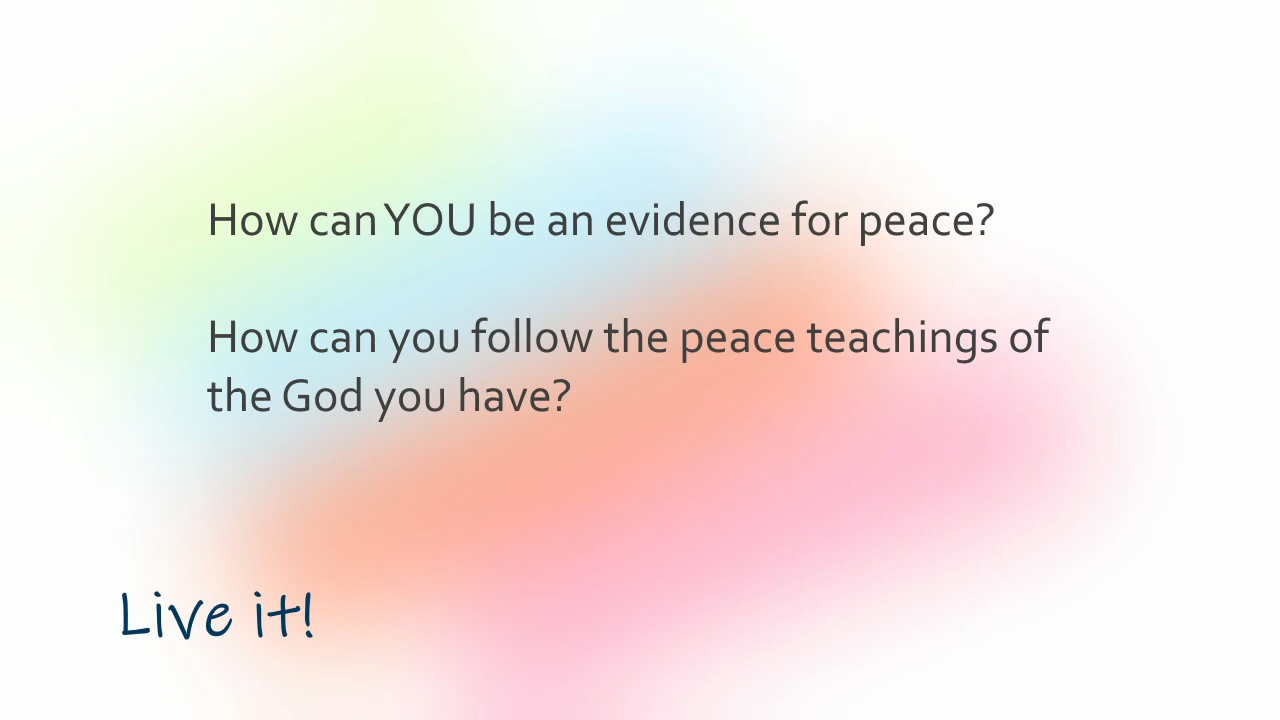 How can YOU be an evidence for peace?
How can you follow the peace teachings of
the God you have?
Live it!